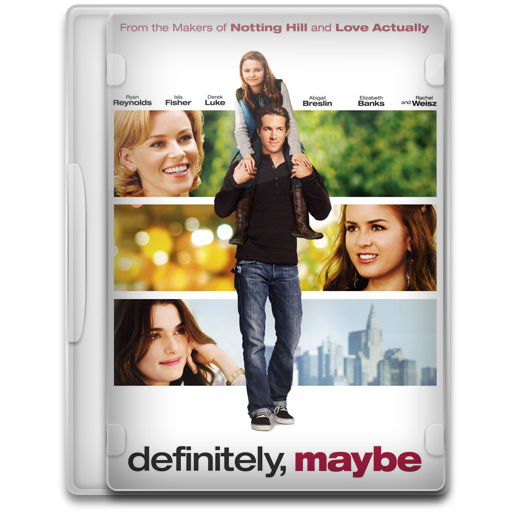 From the Makers of Notting Hill and Love Actually
Ryan Reynolds Isla Fisher Derek Luke Abigail Breslin Elizabeth Banks and Rachel Weisz
definitely, maybe